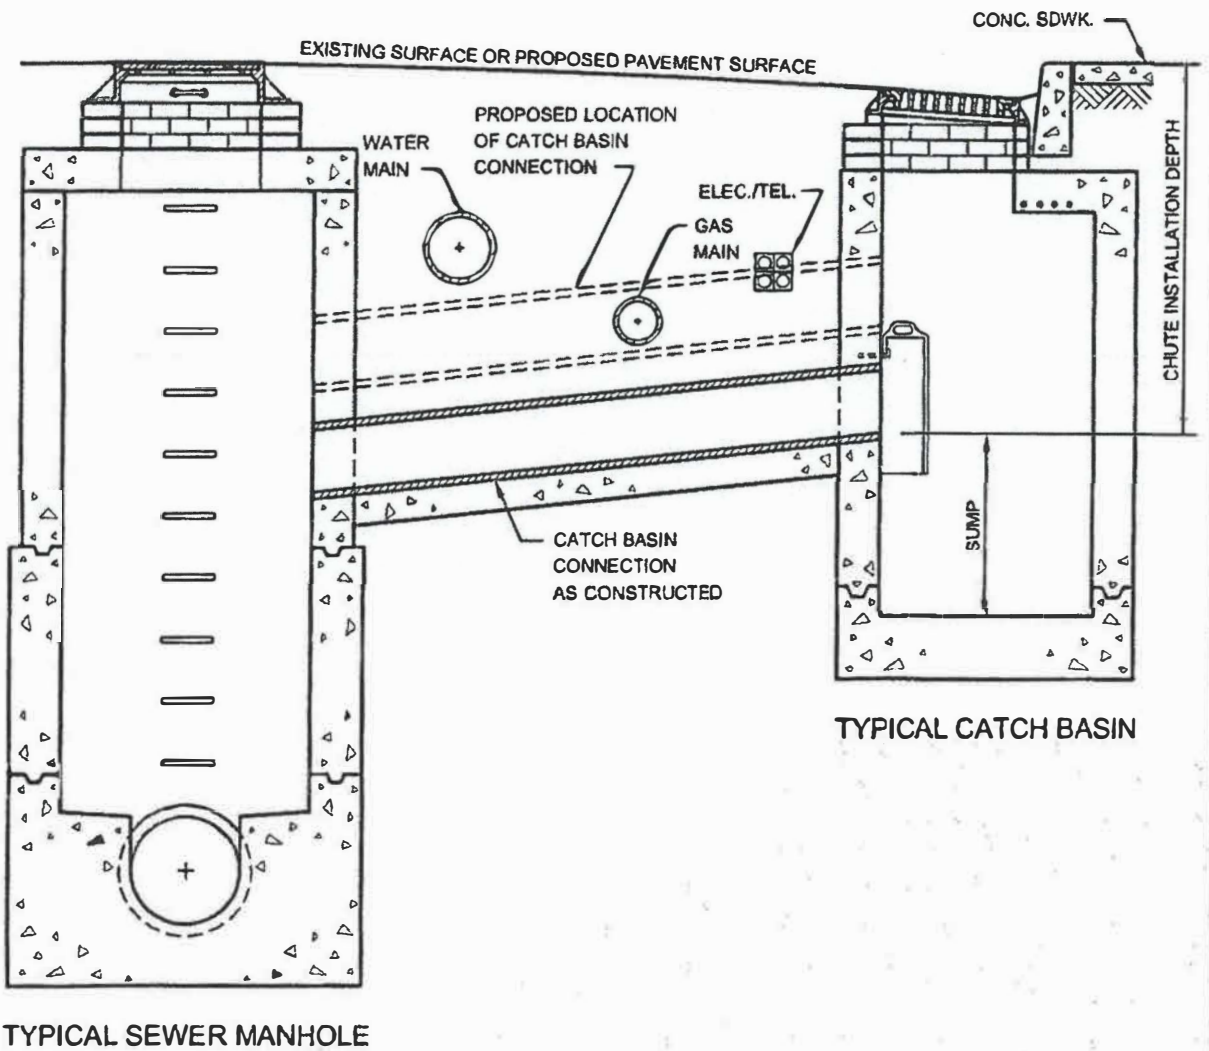 CONC. SDWK.
EXISTING SURFACE OR PROPOSED PAVEMENT SURFACE
WATER
MAIN
PROPOSED LOCATION
OF CATCH BASIN
CONNECTION
ELEC./TEL.
GAS
MAIN
CHUTE INSTALLATION DEPTH
SUMP
CATCH BASIN
CONNECTION
AS CONSTRUCTED
TYPICAL CATCH BASIN
TYPICAL SEWER MANHOLE